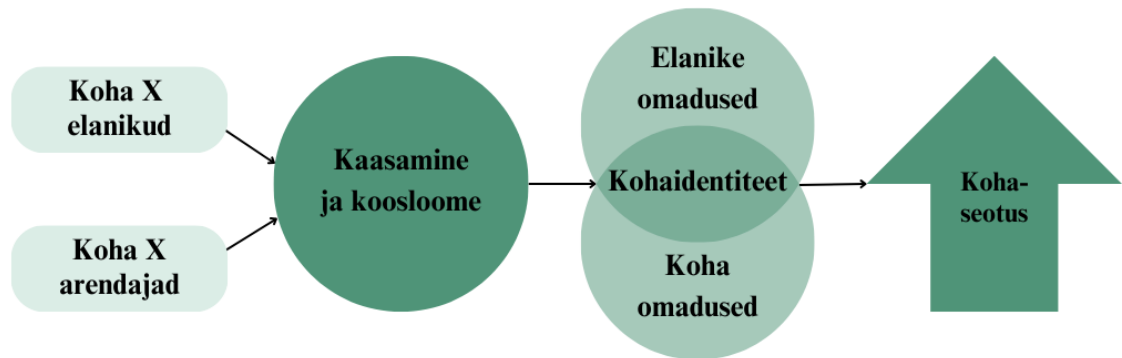 Koha X
elanikud
Koha X
arendajad
Kaasamine
ja koosloome
Elanike
omadused
Kohaidentiteet
Koha
omadused
Koha-
seotus